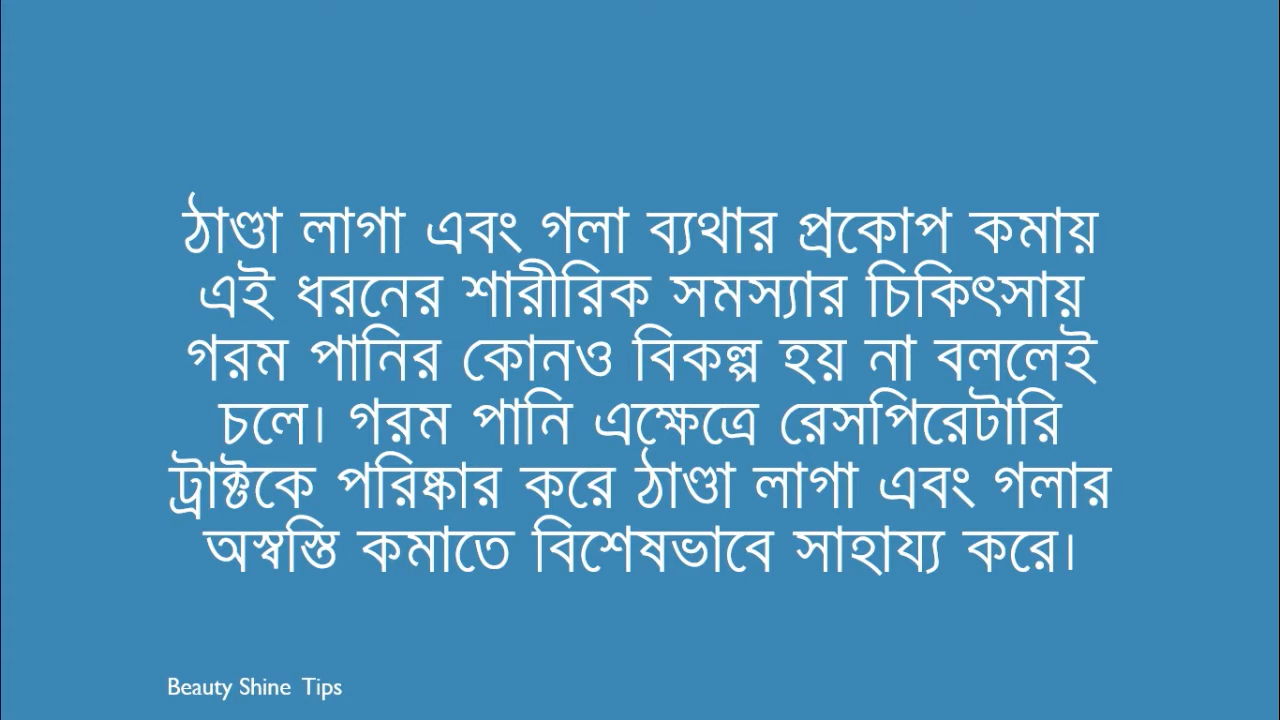 ঠাণ্ডা লাগা এবং গলা ব্যথার প্রকোপ কমায়
এই ধরনের শারীরিক সমস্যার চিকিৎসায়
গরম পানির কোনও বিকল্প হয় না বললেই
চলে। গরম পানি এক্ষেত্রে রেসপিরেটারি
ট্রাক্টকে পরিষ্কার করে ঠাণ্ডা লাগা এবং গলার
অস্বস্তি কমাতে বিশেষভাবে সাহায্য করে।
Beauty Shine Tips